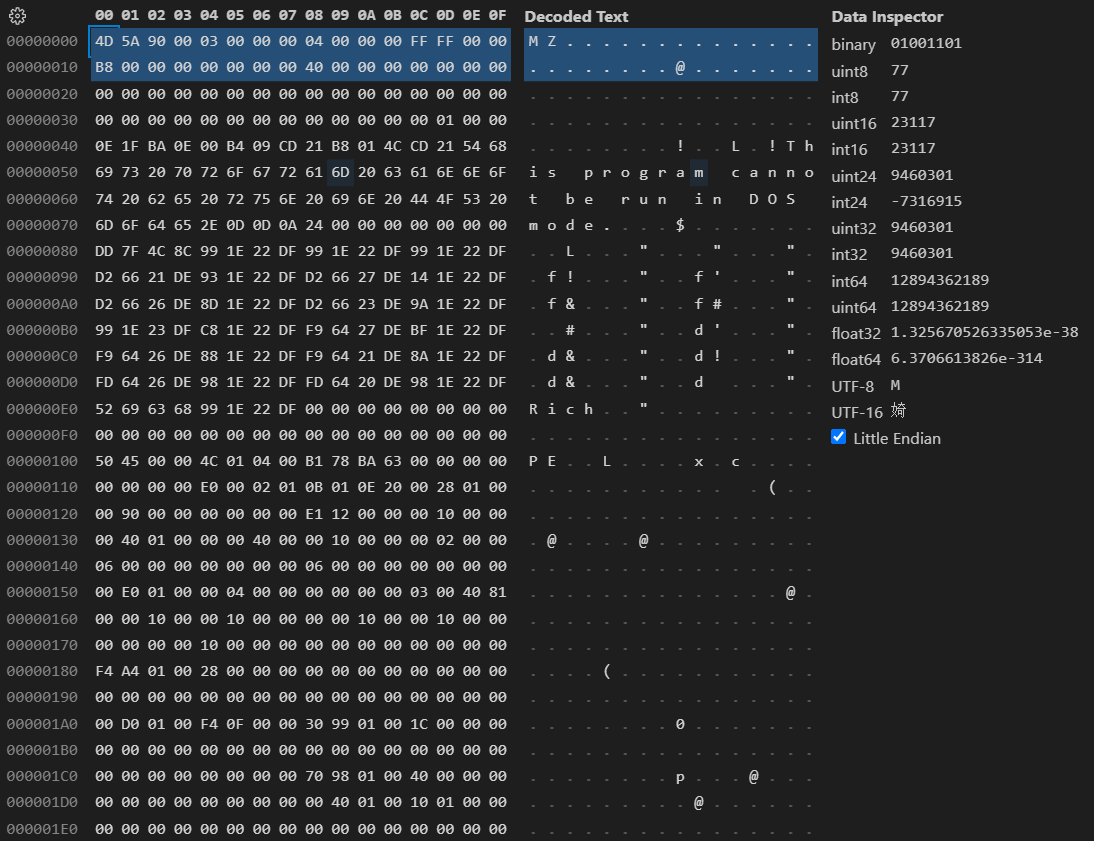 00 01 02 03 04 05 06 07 08 09 0A 0B 0C 0D 0E 0F Decoded Text Data Inspector
00000000 4D 5A 90 00 03 00 00 00 04 00 00 00 FF FF 00 00 M Z . . . . . . . . . . . . . .
00000010 B8 00 00 00 00 00 00 00 40 00 00 00 00 00 00 00 . . . . . . . . @ . . . . . . .
00000020 00 00 00 00 00 00 00 00 00 00 00 00 00 00 00 00 . . . . . . . . . . . . . . . .
00000030 00 00 00 00 00 00 00 00 00 00 00 00 00 01 00 00 . . . . . . . . . . . . . . . .
00000040 0E 1F BA 0E 00 B4 09 CD 21 B8 01 4C CD 21 54 68 . . . . . . . . ! . . L . ! T h
00000050 69 73 20 70 72 6F 67 72 61 6D 20 63 61 6E 6E 6F i s p r o g r a m c a n n o
00000060 74 20 62 65 20 72 75 6E 20 69 6E 20 44 4F 53 20 t b e r u n i n D O S
00000070 6D 6F 64 65 2E 0D 0D 0A 24 00 00 00 00 00 00 00 m o d e . . . . $ . . . . . . .
00000080 DD 7F 4C 8C 99 1E 22 DF 99 1E 22 DF 99 1E 22 DF . . L . . . " . . . " . . . " .
00000090 D2 66 21 DE 93 1E 22 DF D2 66 27 DE 14 1E 22 DF . f ! . . . " . . f ' . . . " .
000000A0 D2 66 26 DE 8D 1E 22 DF D2 66 23 DE 9A 1E 22 DF . f & . . . " . . f # . . . " .
000000B0 99 1E 23 DF C8 1E 22 DF F9 64 27 DE BF 1E 22 DF . . # . . . " . . d ' . . . " .
000000C0 F9 64 26 DE 88 1E 22 DF F9 64 21 DE 8A 1E 22 DF . d & . . . " . . d ! . . . " .
000000D0 FD 64 26 DE 98 1E 22 DF FD 64 20 DE 98 1E 22 DF . d & . . . " . . d . . . " .
000000E0 52 69 63 68 99 1E 22 DF 00 00 00 00 00 00 00 00 R i c h . . " . . . . . . . . .
000000F0 00 00 00 00 00 00 00 00 00 00 00 00 00 00 00 00 . . . . . . . . . . . . . . . .
00000100 50 45 00 00 4C 01 04 00 B1 78 BA 63 00 00 00 00 P E . . L . . . . x . c . . . .
00000110 00 00 00 00 E0 00 02 01 0B 01 0E 20 00 28 01 00 . . . . . . . . . . . . ( . .
00000120 00 90 00 00 00 00 00 00 E1 12 00 00 00 10 00 00 . . . . . . . . . . . . . . . .
00000130 00 40 01 00 00 00 40 00 00 10 00 00 00 02 00 00 . @ . . . . @ . . . . . . . . .
00000140 06 00 00 00 00 00 00 00 06 00 00 00 00 00 00 00 . . . . . . . . . . . . . . . .
00000150 00 E0 01 00 00 04 00 00 00 00 00 00 03 00 40 81 . . . . . . . . . . . . . . @ .
00000160 00 00 10 00 00 10 00 00 00 00 10 00 00 10 00 00 . . . . . . . . . . . . . . . .
00000170 00 00 00 00 10 00 00 00 00 00 00 00 00 00 00 00 . . . . . . . . . . . . . . . .
00000180 F4 A4 01 00 28 00 00 00 00 00 00 00 00 00 00 00 . . . . ( . . . . . . . . . . .
00000190 00 00 00 00 00 00 00 00 00 00 00 00 00 00 00 00 . . . . . . . . . . . . . . . .
000001A0 00 D0 01 00 F4 0F 00 00 30 99 01 00 1C 00 00 00 . . . . . . . . 0 . . . . . . .
000001B0 00 00 00 00 00 00 00 00 00 00 00 00 00 00 00 00 . . . . . . . . . . . . . . . .
000001C0 00 00 00 00 00 00 00 00 70 98 01 00 40 00 00 00 . . . . . . . . p . . . @ . . .
000001D0 00 00 00 00 00 00 00 00 00 40 01 00 10 01 00 00 . . . . . . . . . @ . . . . . .
000001E0 00 00 00 00 00 00 00 00 00 00 00 00 00 00 00 00 . . . . . . . . . . . . . . . .
binary 01001101
uint8 77
int8 77
uint16 23117
int16 23117
uint24 9460301
int24 -7316915
uint32 9460301
int32 9460301
int64 12894362189
uint64 12894362189
float32 1.325670526335053e-38
float64 6.3706613826e-314
UTF-8 M
UTF-16 婍
Little Endian